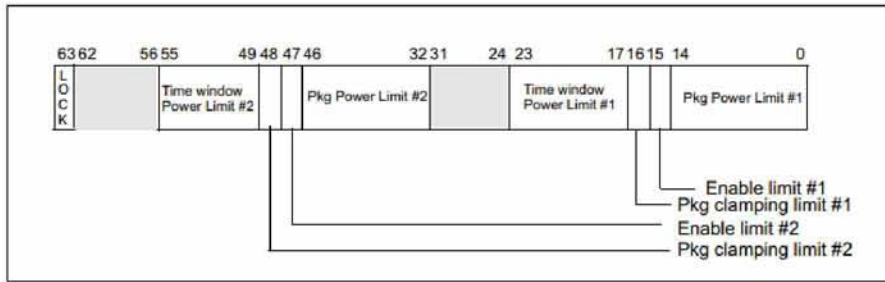 63 62 56 55 49 48 47 46 32 31 24 23 17 16 15 14 0
L
O
C
K
Time window
Power Limit #2
Pkg Power Limit #2
Time window
Power Limit #1
Pkg Power Limit #1
Enable limit #1
Pkg clamping limit #1
Enable limit #2
Pkg clamping limit #2